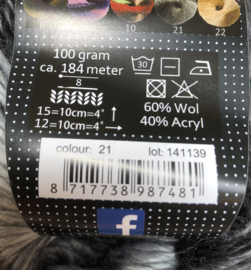 10 21 22
100 gram
ca. 184 meter
30
8
15=10cm=4"
12=10cm=4"
60% Wol
40% Acryl
colour: 21 lot: 141139
8 717738 987481
f